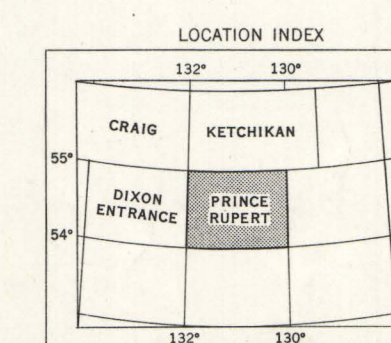 LOCATION INDEX
132° 130°
CRAIG KETCHIKAN
55°
DIXON
ENTRANCE
PRINCE
RUPERT
54°
132° 130°